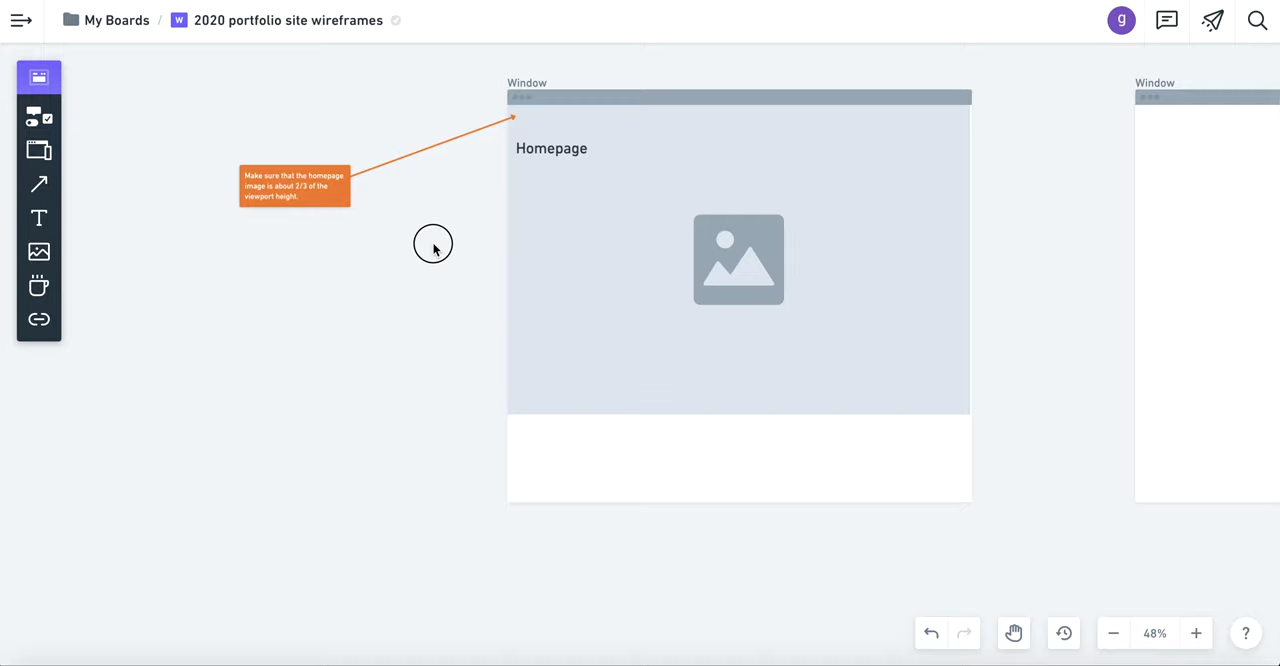 My Boards / W 2020 portfolio site wireframes
g
Window
Window
Homepage
Make sure that the homepage
image is about 2/3 of the
viewport height.
T
48%
?